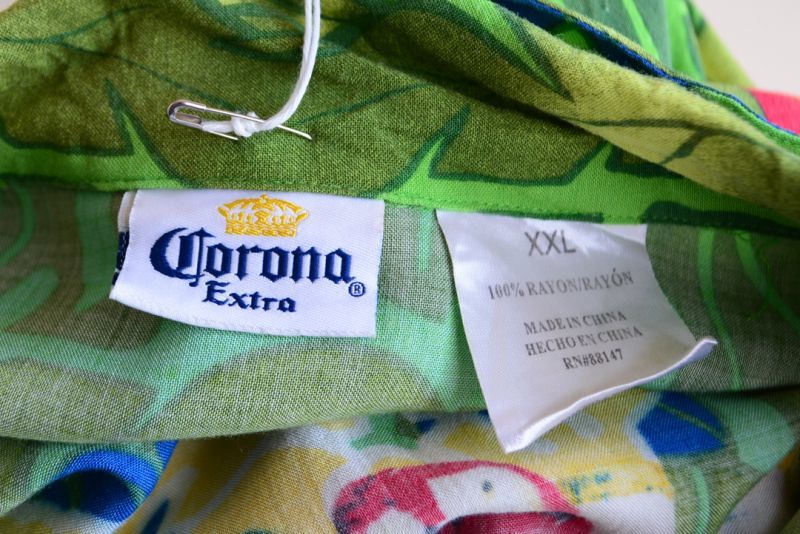 Corona®
Extra
XXL
100% RAYON/RAYÓN
MADE IN CHINA
HECHO EN CHINA
RN#88147